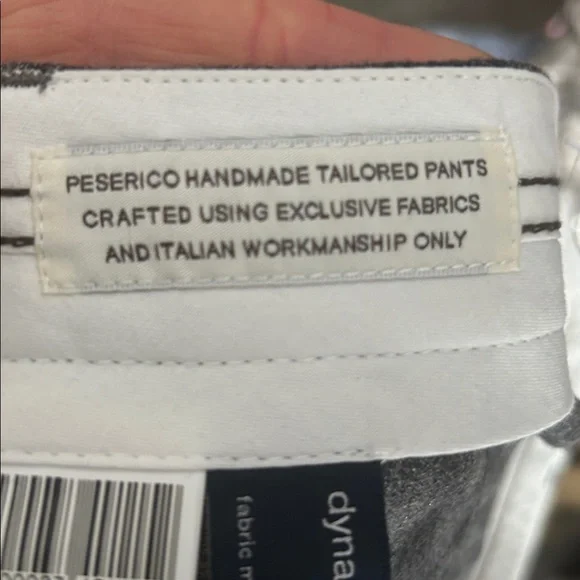 PESERICO HANDMADE TAILORED PANTS
CRAFTED USING EXCLUSIVE FABRICS
AND ITALIAN WORKMANSHIP ONLY
dyna
fabric m